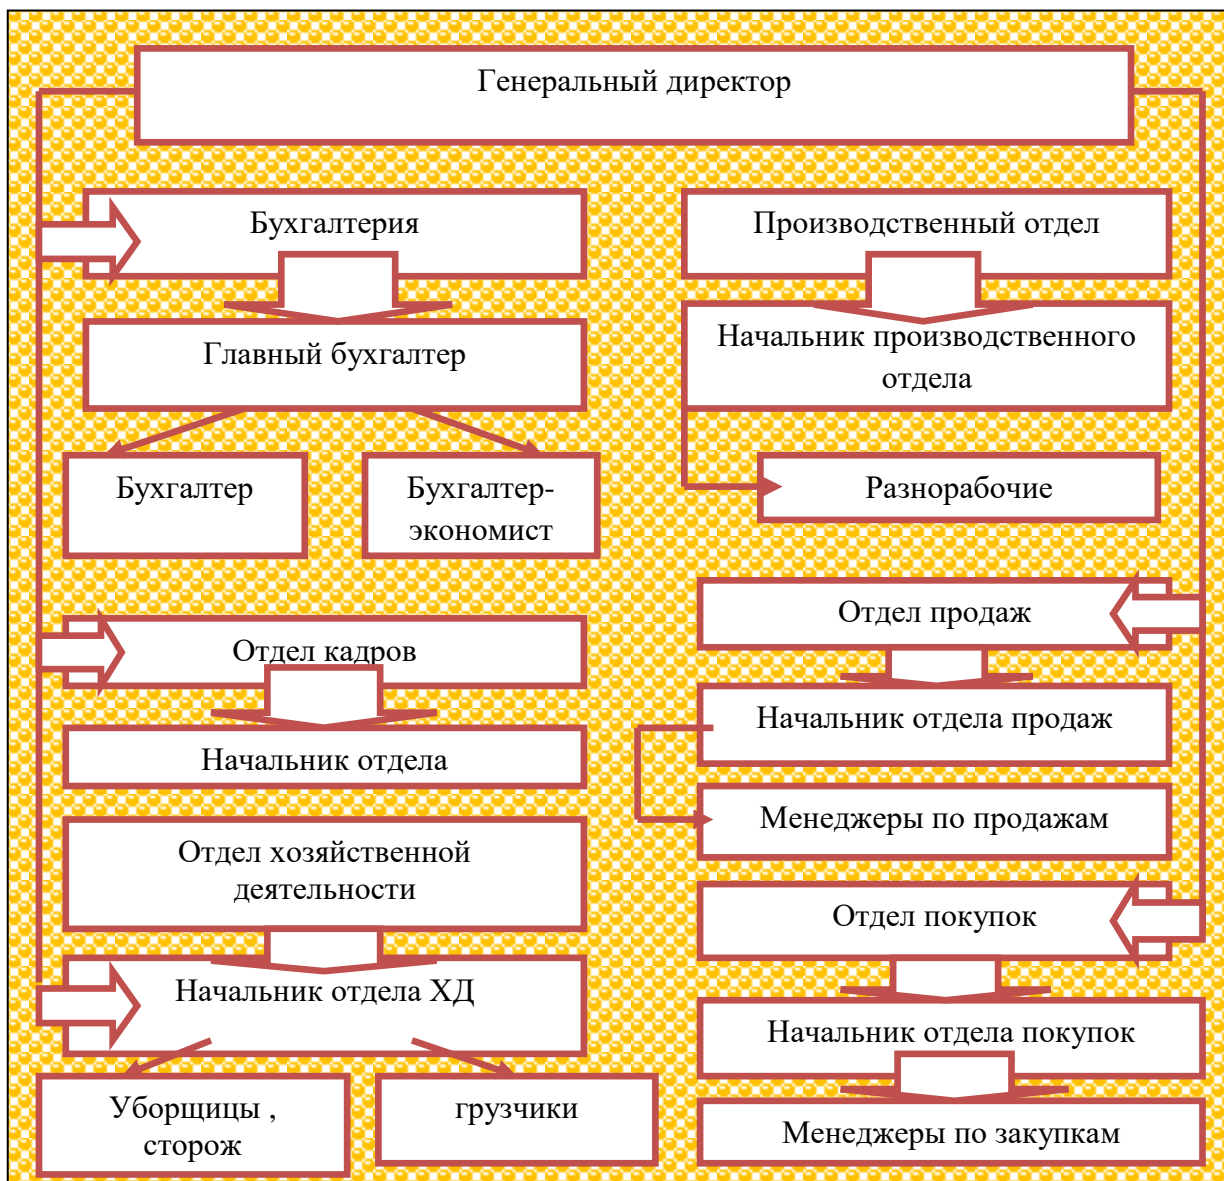 Генеральный директор
Бухгалтерия
Производственный отдел
Главный бухгалтер
Начальник производственного
отдела
Бухгалтер
Бухгалтер-
экономист
Разнорабочие
Отдел кадров
Отдел продаж
Начальник отдела
Начальник отдела продаж
Отдел хозяйственной
деятельности
Менеджеры по продажам
Отдел покупок
Начальник отдела ХД
Начальник отдела покупок
Уборщицы ,
сторож
грузчики
Менеджеры по закупкам